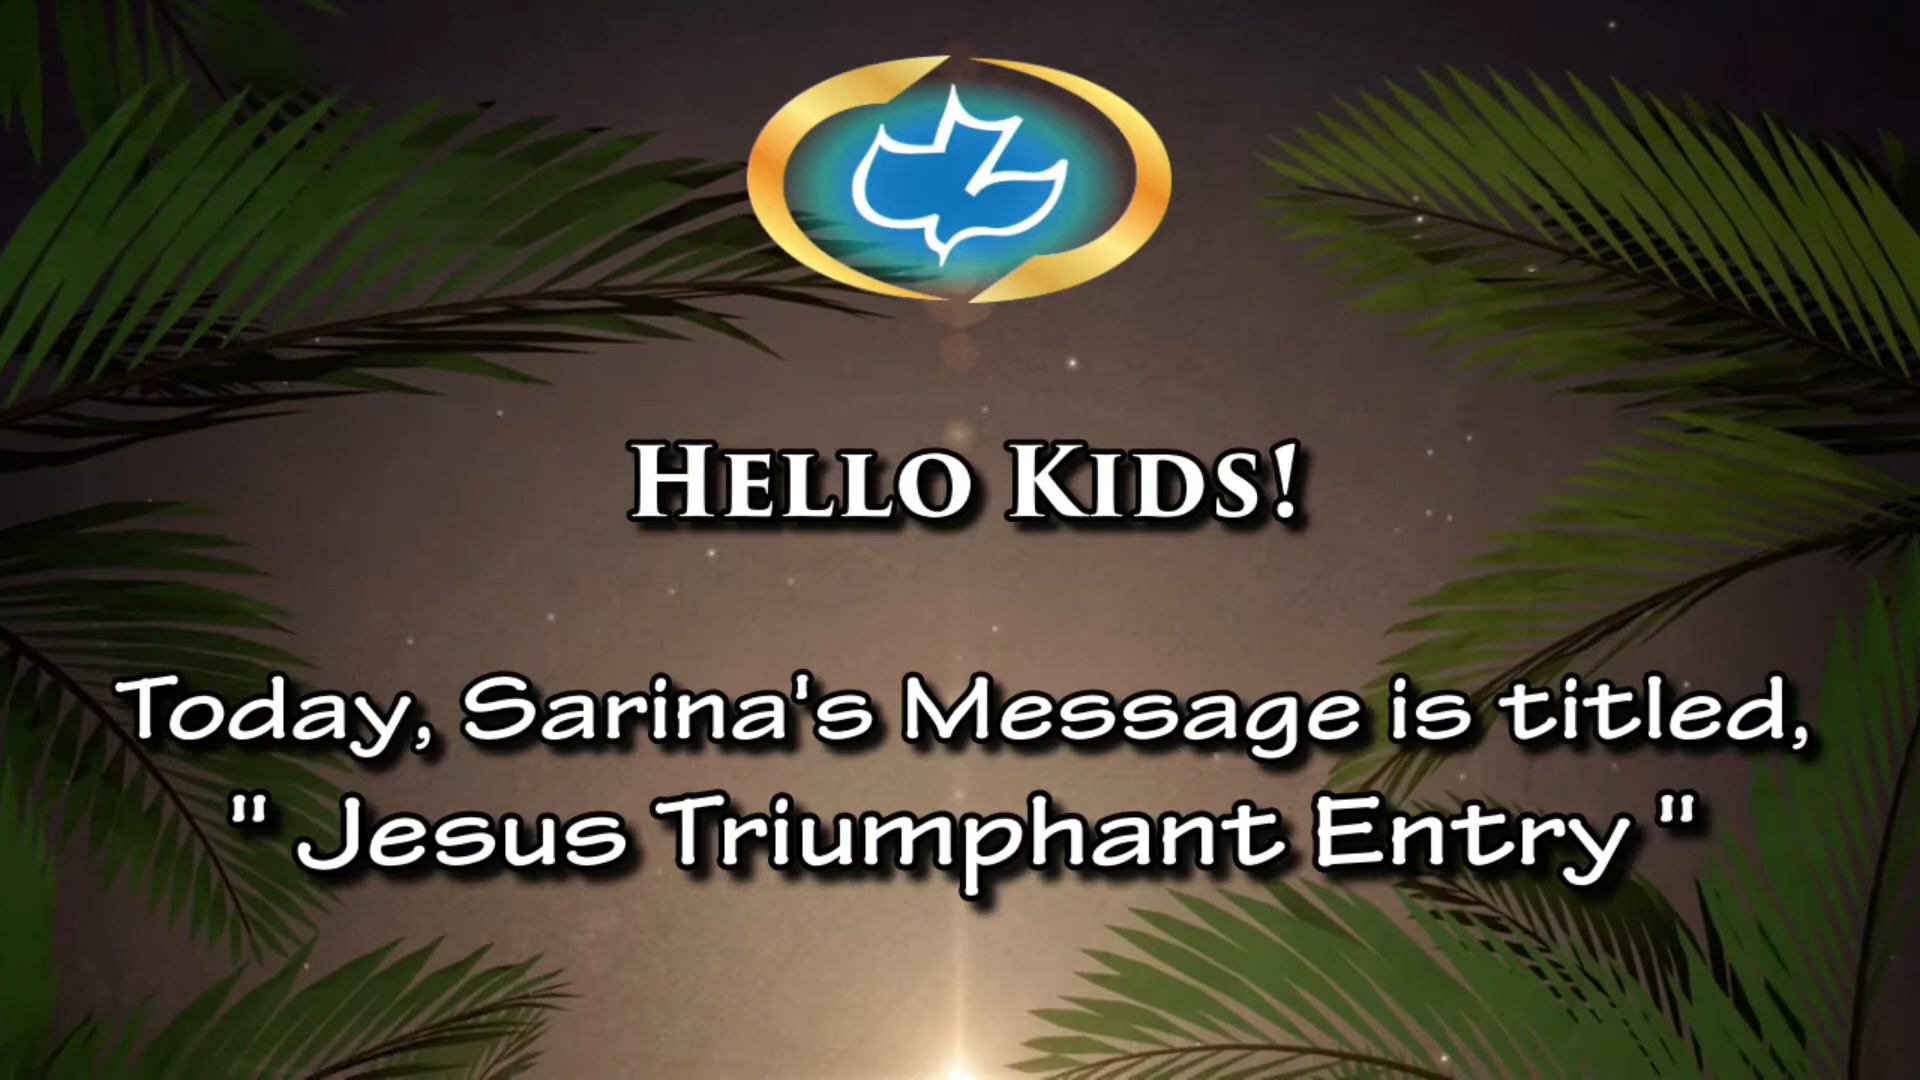 Hello Kids!
Today, Sarina's Message is titled,
" Jesus Triumphant Entry "